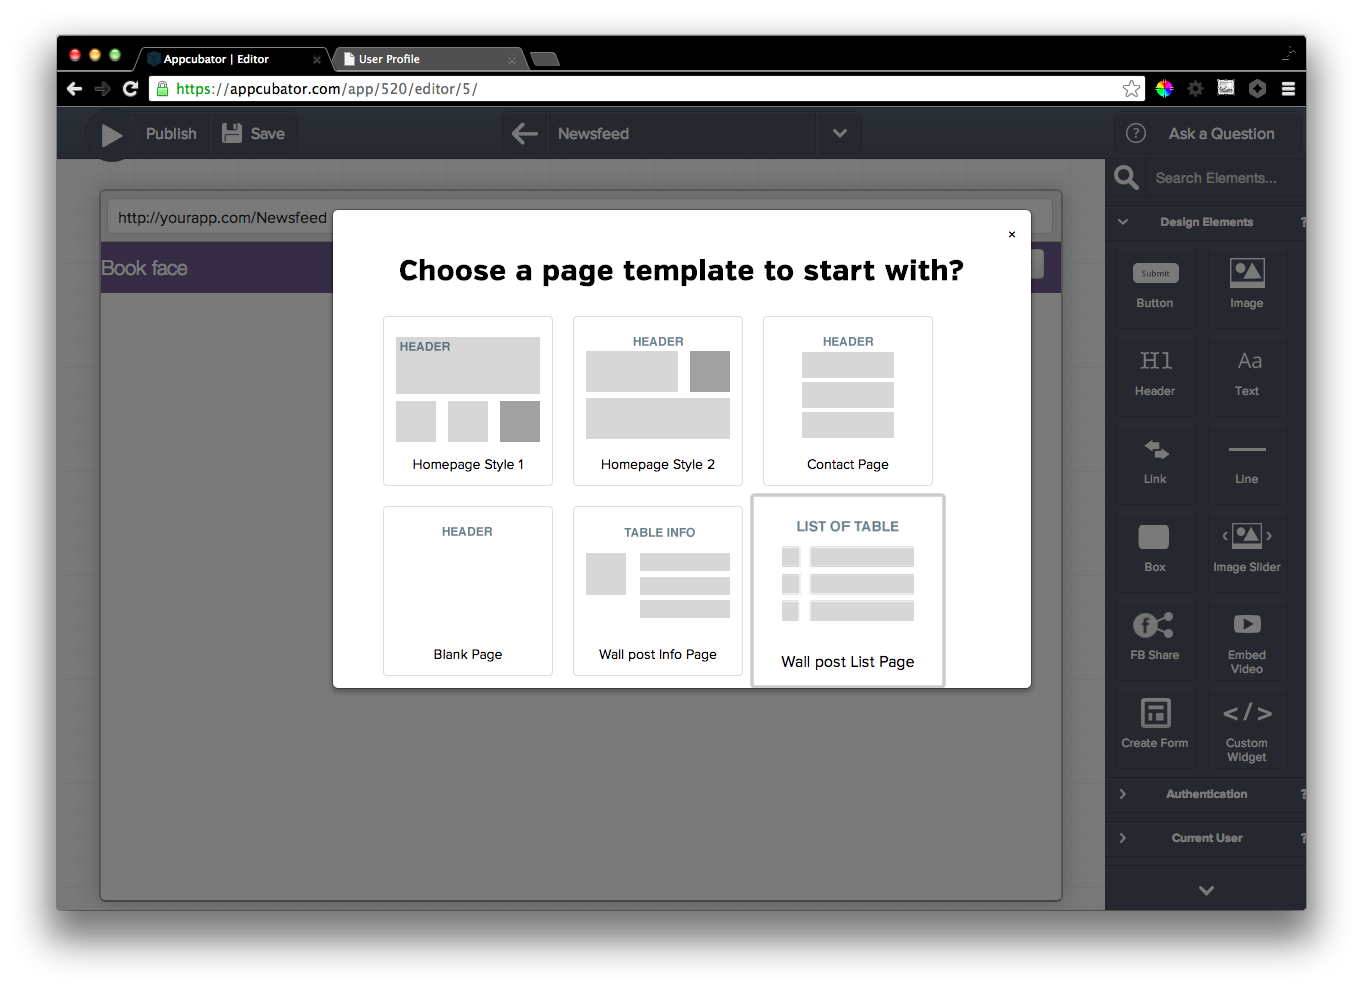 Appcubator | Editor
User Profile
https://appcubator.com/app/520/editor/5/
Publish
Save
Newsfeed
? Ask a Question
Search Elements...
http://yourapp.com/Newsfeed
Book face
Design Elements ?
Submit
Button
Image
H1
Header
Aa
Text
Link
Line
Box
Image Slider
f
FB Share
Embed
Video
Create Form
</>
Custom
Widget
Authentication ?
Current User ?
×
Choose a page template to start with?
HEADER
Homepage Style 1
HEADER
Homepage Style 2
HEADER
Contact Page
HEADER
Blank Page
TABLE INFO
Wall post Info Page
LIST OF TABLE
Wall post List Page